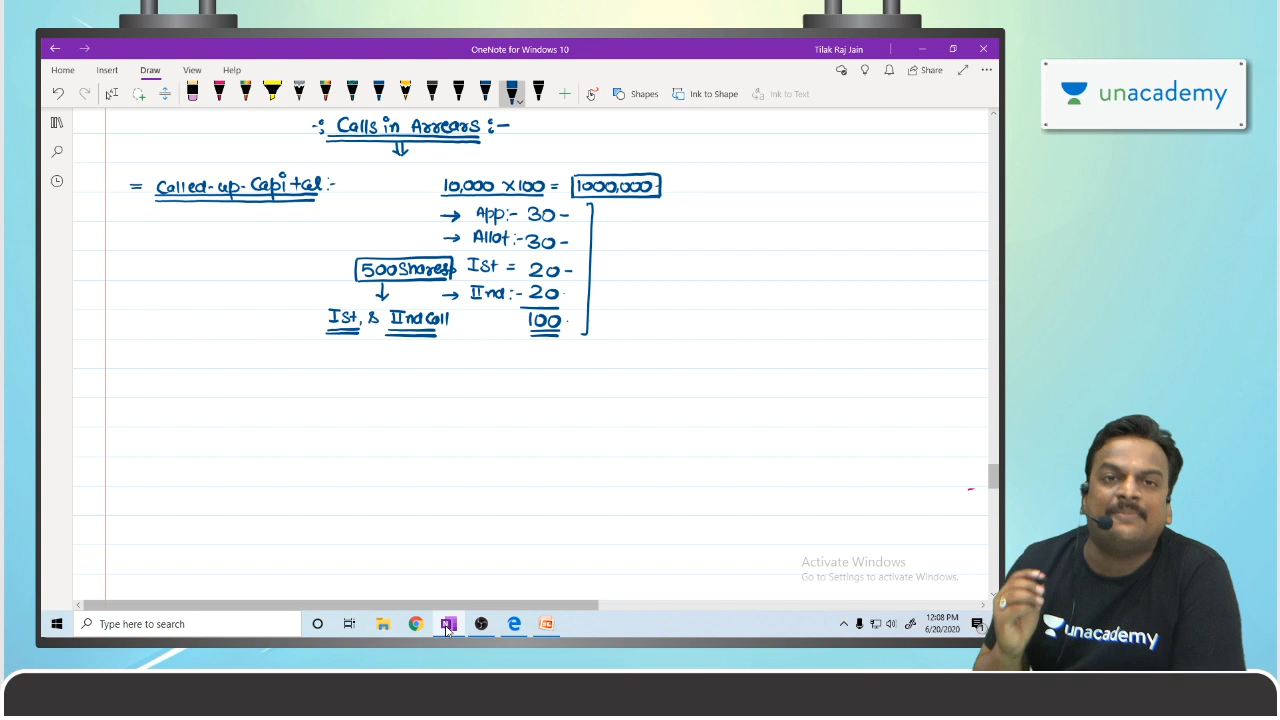 OneNote for Windows 10
Tilak Raj Jain
Home Insert Draw View Help
Share
Shapes Ink to Shape Ink to Text
unacademy
-: Calls in Arrears :-
= Called-up-Capital:- 10,000 X100 = 1000,000-
→ App:- 30-
→ Allot:- 30-
500 Shares Ist = 20-
→ IInd:- 20
Ist, & IInd Call 100
Activate Windows
Go to Settings to activate Windows.
Type here to search
12:08 PM
6/20/2020
unacademy